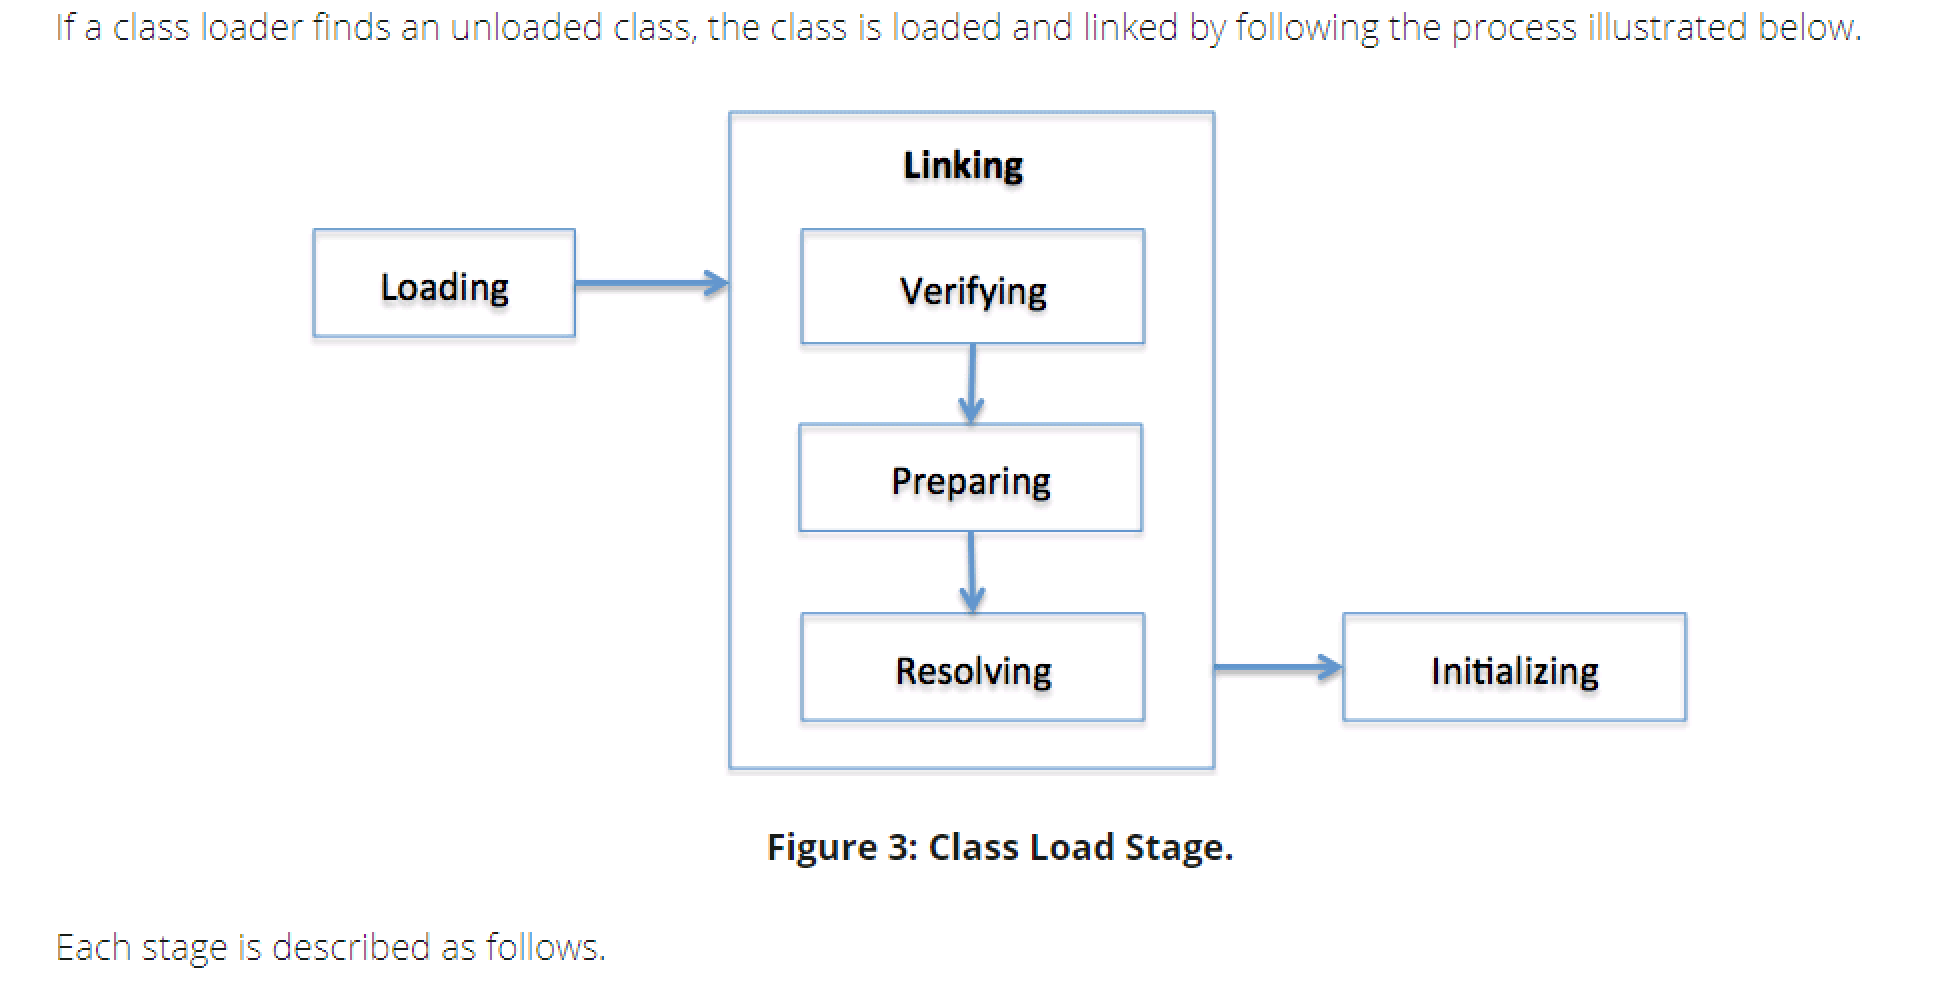 If a class loader finds an unloaded class, the class is loaded and linked by following the process illustrated below.
Linking
Loading
Verifying
Preparing
Resolving
Initializing
Figure 3: Class Load Stage.
Each stage is described as follows.